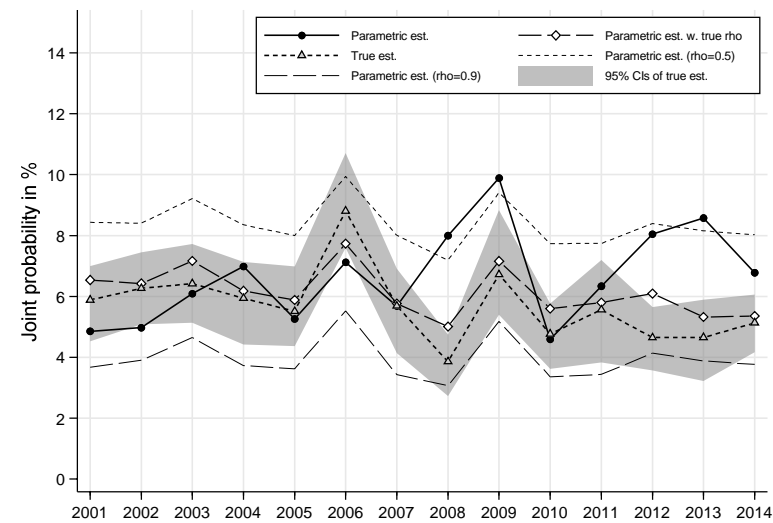 Parametric est.
Parametric est. w. true rho
True est.
Parametric est. (rho=0.5)
Parametric est. (rho=0.9)
95% CIs of true est.
Joint probability in %
14
12
10
8
6
4
2
0
2001 2002 2003 2004 2005 2006 2007 2008 2009 2010 2011 2012 2013 2014